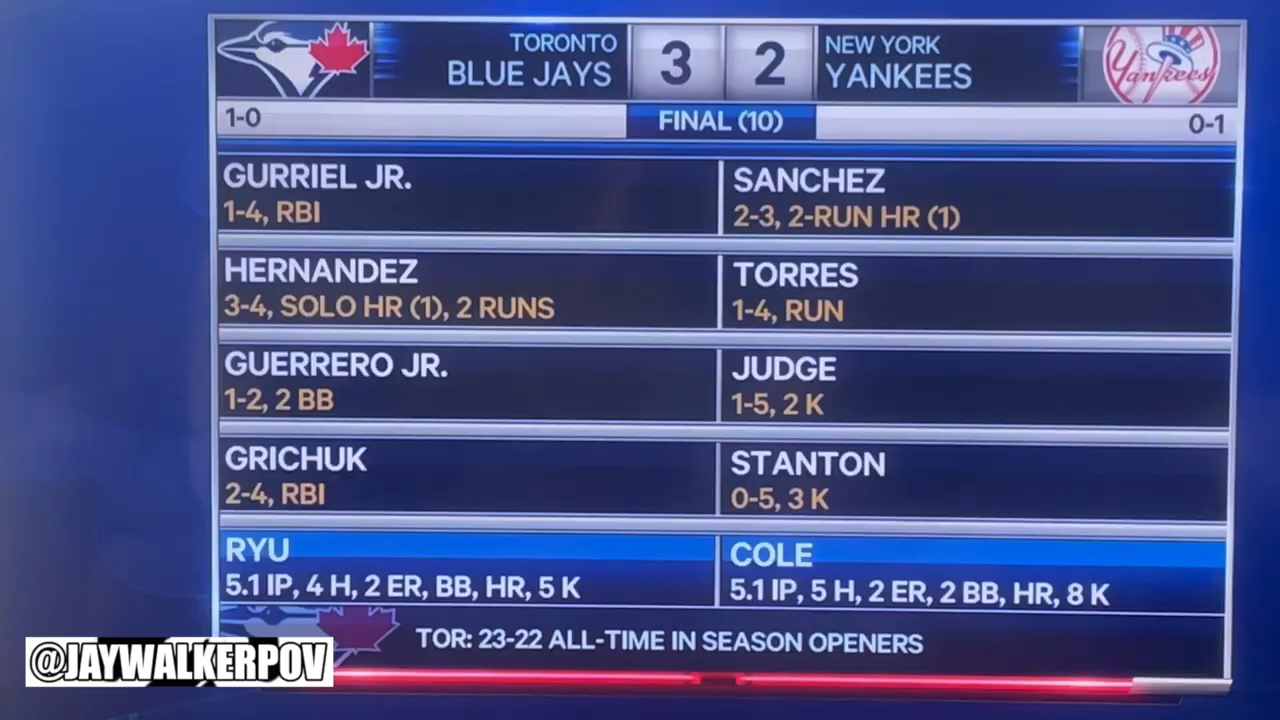 TORONTO
BLUE JAYS
3
2
NEW YORK
YANKEES
Yankees
1-0
FINAL (10)
0-1
GURRIEL JR.
1-4, RBI
SANCHEZ
2-3, 2-RUN HR (1)
HERNANDEZ
3-4, SOLO HR (1), 2 RUNS
TORRES
1-4, RUN
GUERRERO JR.
1-2, 2 BB
JUDGE
1-5, 2 K
GRICHUK
2-4, RBI
STANTON
0-5, 3 K
RYU
5.1 IP, 4 H, 2 ER, BB, HR, 5 K
COLE
5.1 IP, 5 H, 2 ER, 2 BB, HR, 8 K
TOR: 23-22 ALL-TIME IN SEASON OPENERS
@JAYWALKERPOV